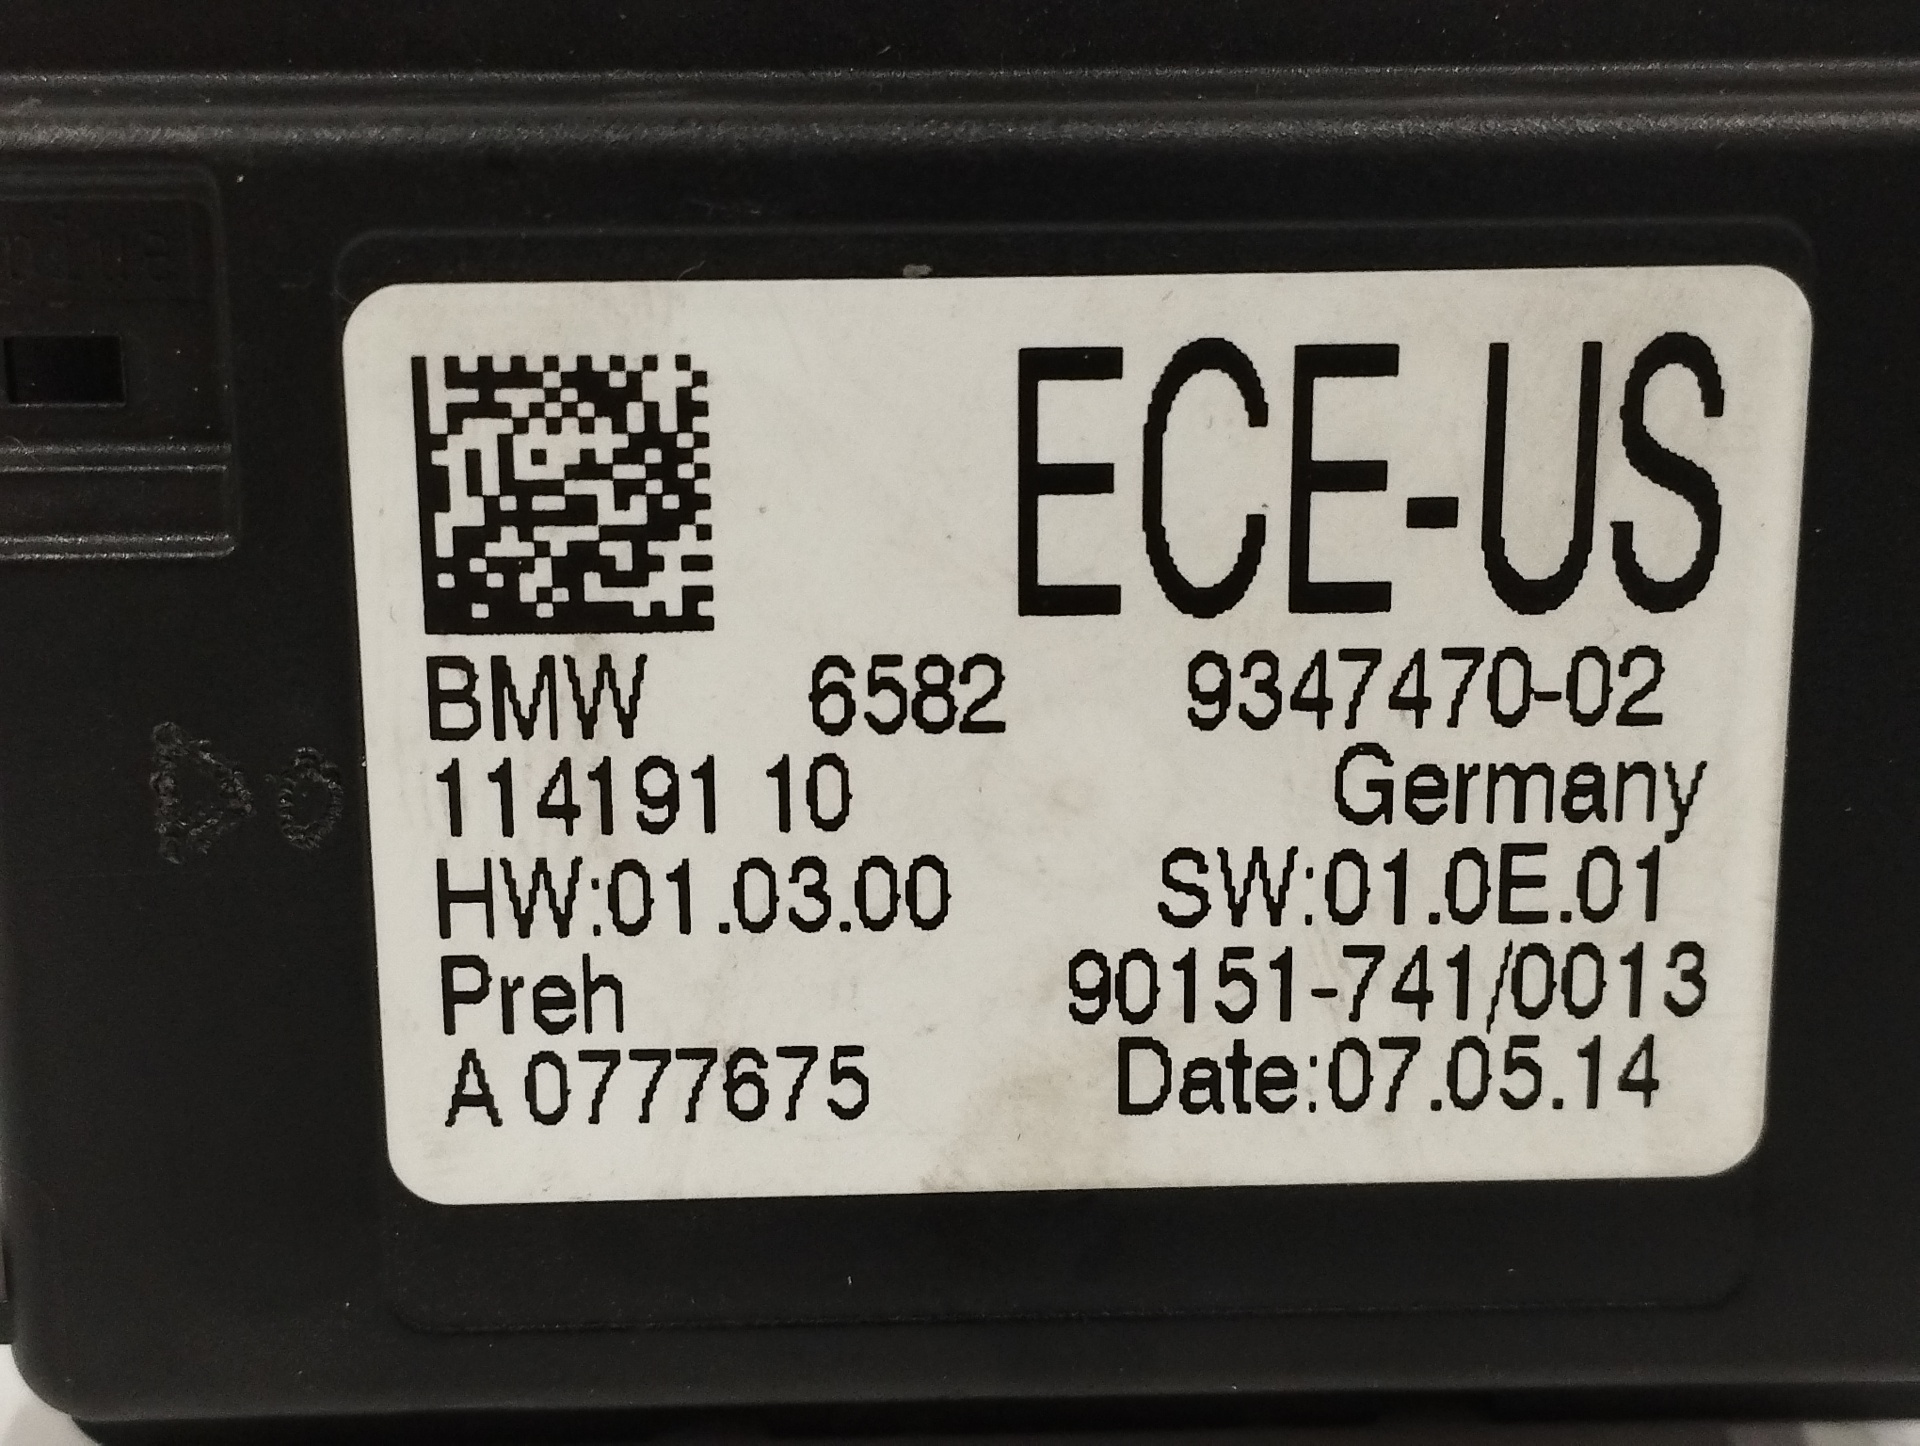 ECE-US
BMW 6582 9347470-02
114191 10 Germany
HW:01.03.00 SW:01.0E.01
Preh 90151-741/0013
A 0777675 Date:07.05.14